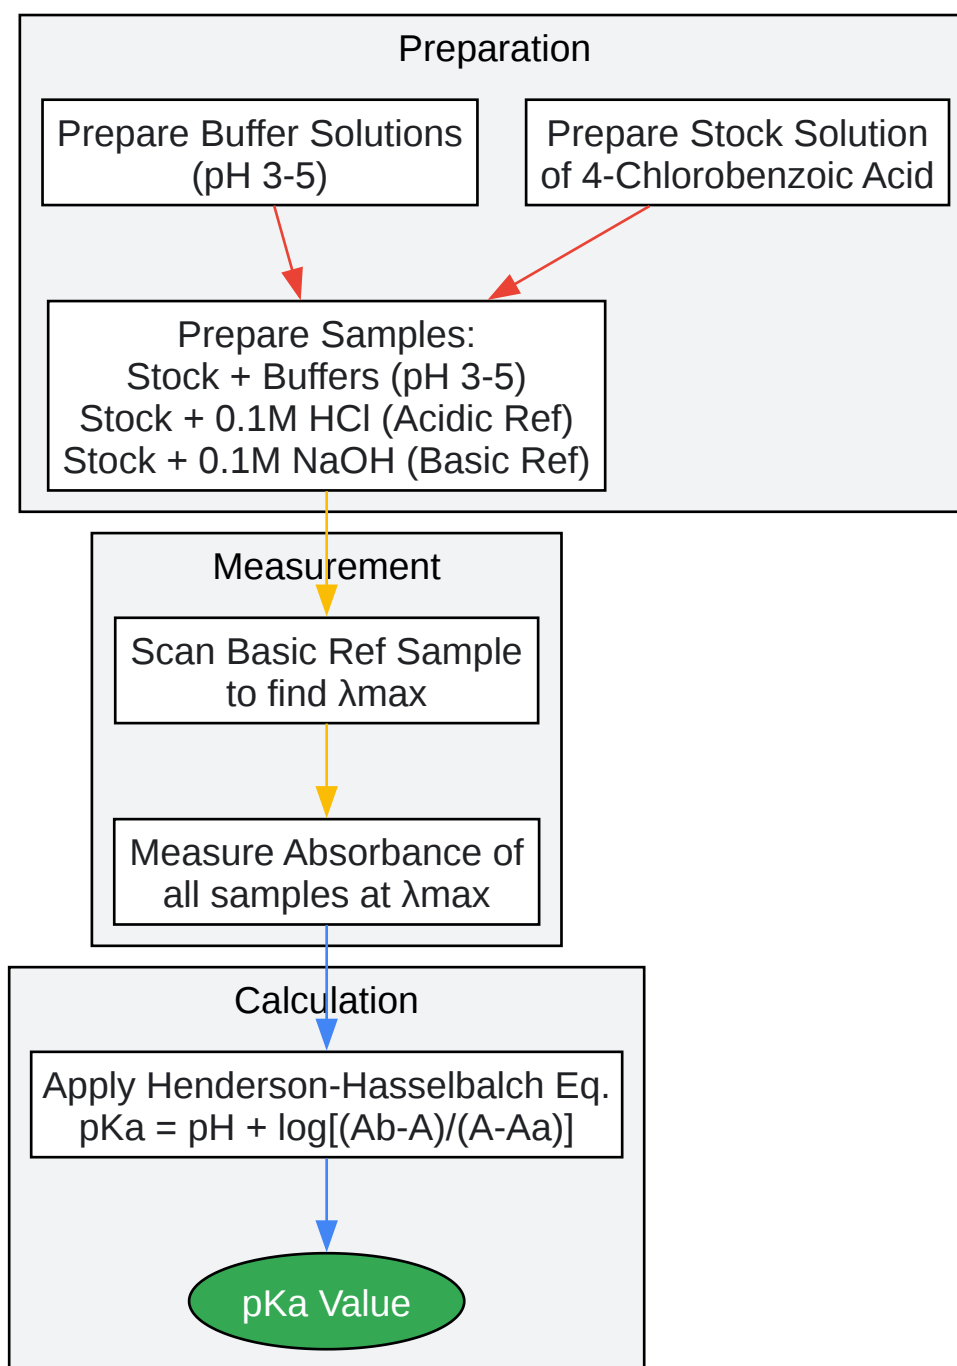 Preparation
Prepare Buffer Solutions
(pH 3-5)
Prepare Stock Solution
of 4-Chlorobenzoic Acid
Prepare Samples:
Stock + Buffers (pH 3-5)
Stock + 0.1M HCl (Acidic Ref)
Stock + 0.1M NaOH (Basic Ref)
Measurement
Scan Basic Ref Sample
to find λmax
Measure Absorbance of
all samples at λmax
Calculation
Apply Henderson-Hasselbalch Eq.
pKa = pH + log[(Ab-A)/(A-Aa)]
pKa Value